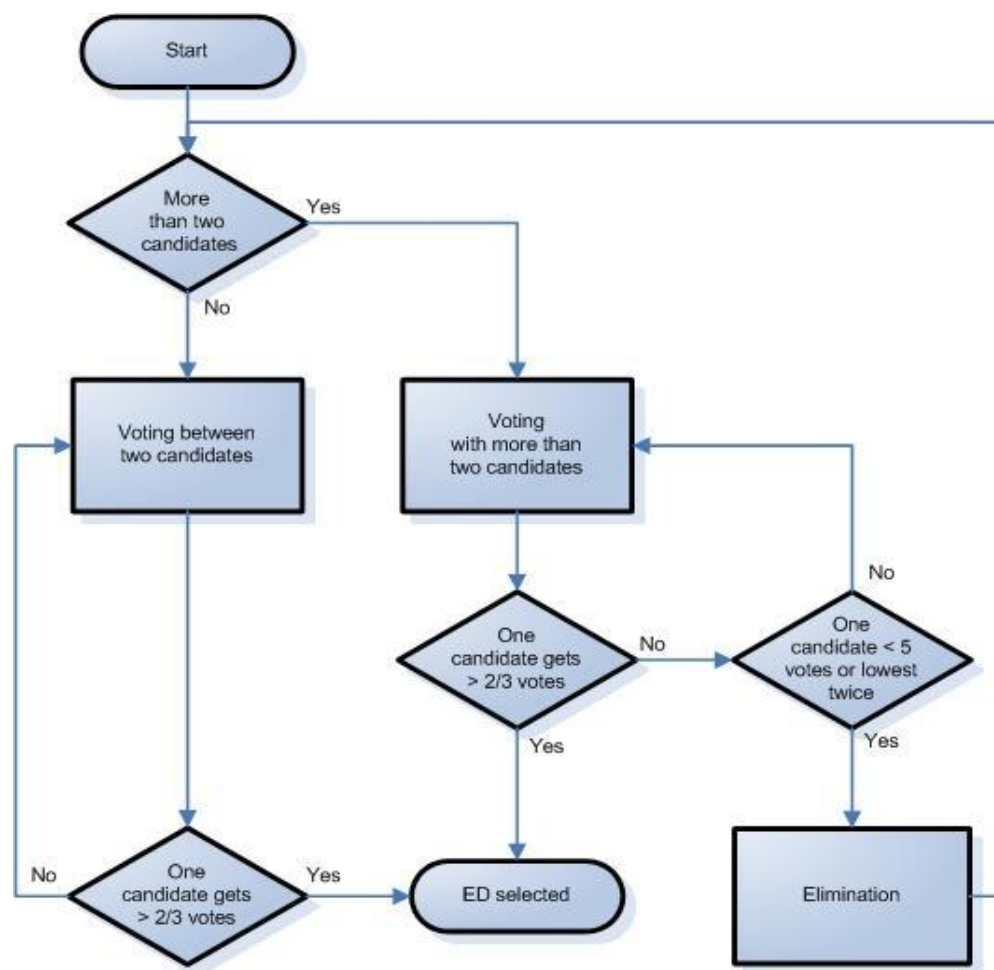 Start
More
than two
candidates
Yes
No
Voting between
two candidates
Voting
with more than
two candidates
No
One
candidate gets
> 2/3 votes
No
One
candidate < 5
votes or lowest
twice
Yes
Yes
No
One
candidate gets
> 2/3 votes
Yes
ED selected
Elimination